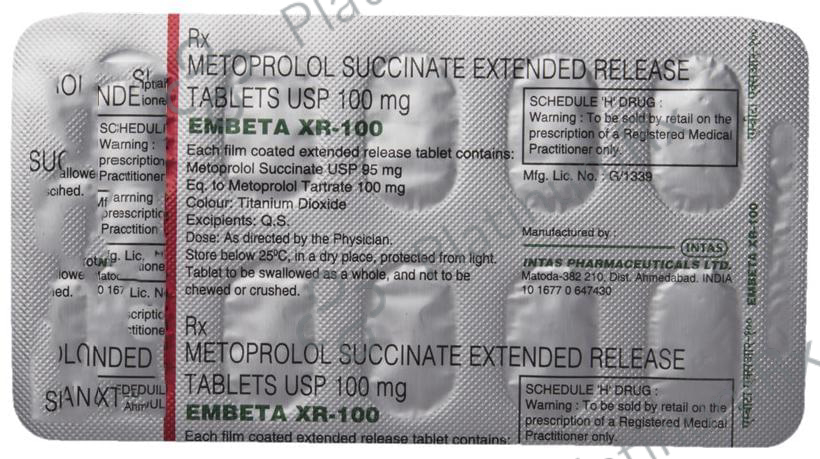 Rx
METOPROLOL SUCCINATE EXTENDED RELEASE
TABLETS USP 100 mg
EMBETA XR-100
Each film coated extended release tablet contains:
Metoprolol Succinate USP 95 mg
Eq. to Metoprolol Tartrate 100 mg
Colour: Titanium Dioxide
Excipients: Q.S.
Dose: As directed by the Physician.
Store below 25ºC, in a dry place, protected from light.
Tablet to be swallowed as a whole, and not to be
chewed or crushed.
SCHEDULE 'H' DRUG :
Warning : To be sold by retail on the
prescription of a Registered Medical
Practitioner only.
Mfg. Lic. No. : G/1339
Manufactured by :
INTAS
INTAS PHARMACEUTICALS LTD.
Matoda-382 210, Dist. Ahmedabad. INDIA
10 1677 0 647430
EMBETA XR-100
Rx
METOPROLOL SUCCINATE EXTENDED RELEASE
TABLETS USP 100 mg
EMBETA XR-100
Each film coated extended release tablet contains:
SCHEDULE 'H' DRUG :
Warning : To be sold by retail on the
prescription of a Registered Medical
Practitioner only.